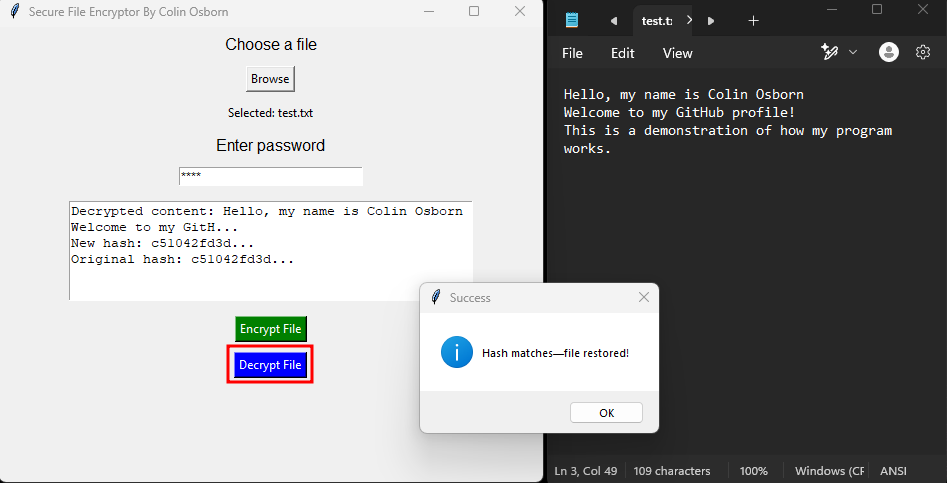 Secure File Encryptor By Colin Osborn
Choose a file
Browse
Selected: test.txt
Enter password
****
Decrypted content: Hello, my name is Colin Osborn
Welcome to my GitH...
New hash: c51042fd3d...
Original hash: c51042fd3d...
Encrypt File
Decrypt File
Success
Hash matches—file restored!
OK
test.t
File Edit View
Hello, my name is Colin Osborn
Welcome to my GitHub profile!
This is a demonstration of how my program
works.
Ln 3, Col 49 109 characters 100% Windows (CF ANSI